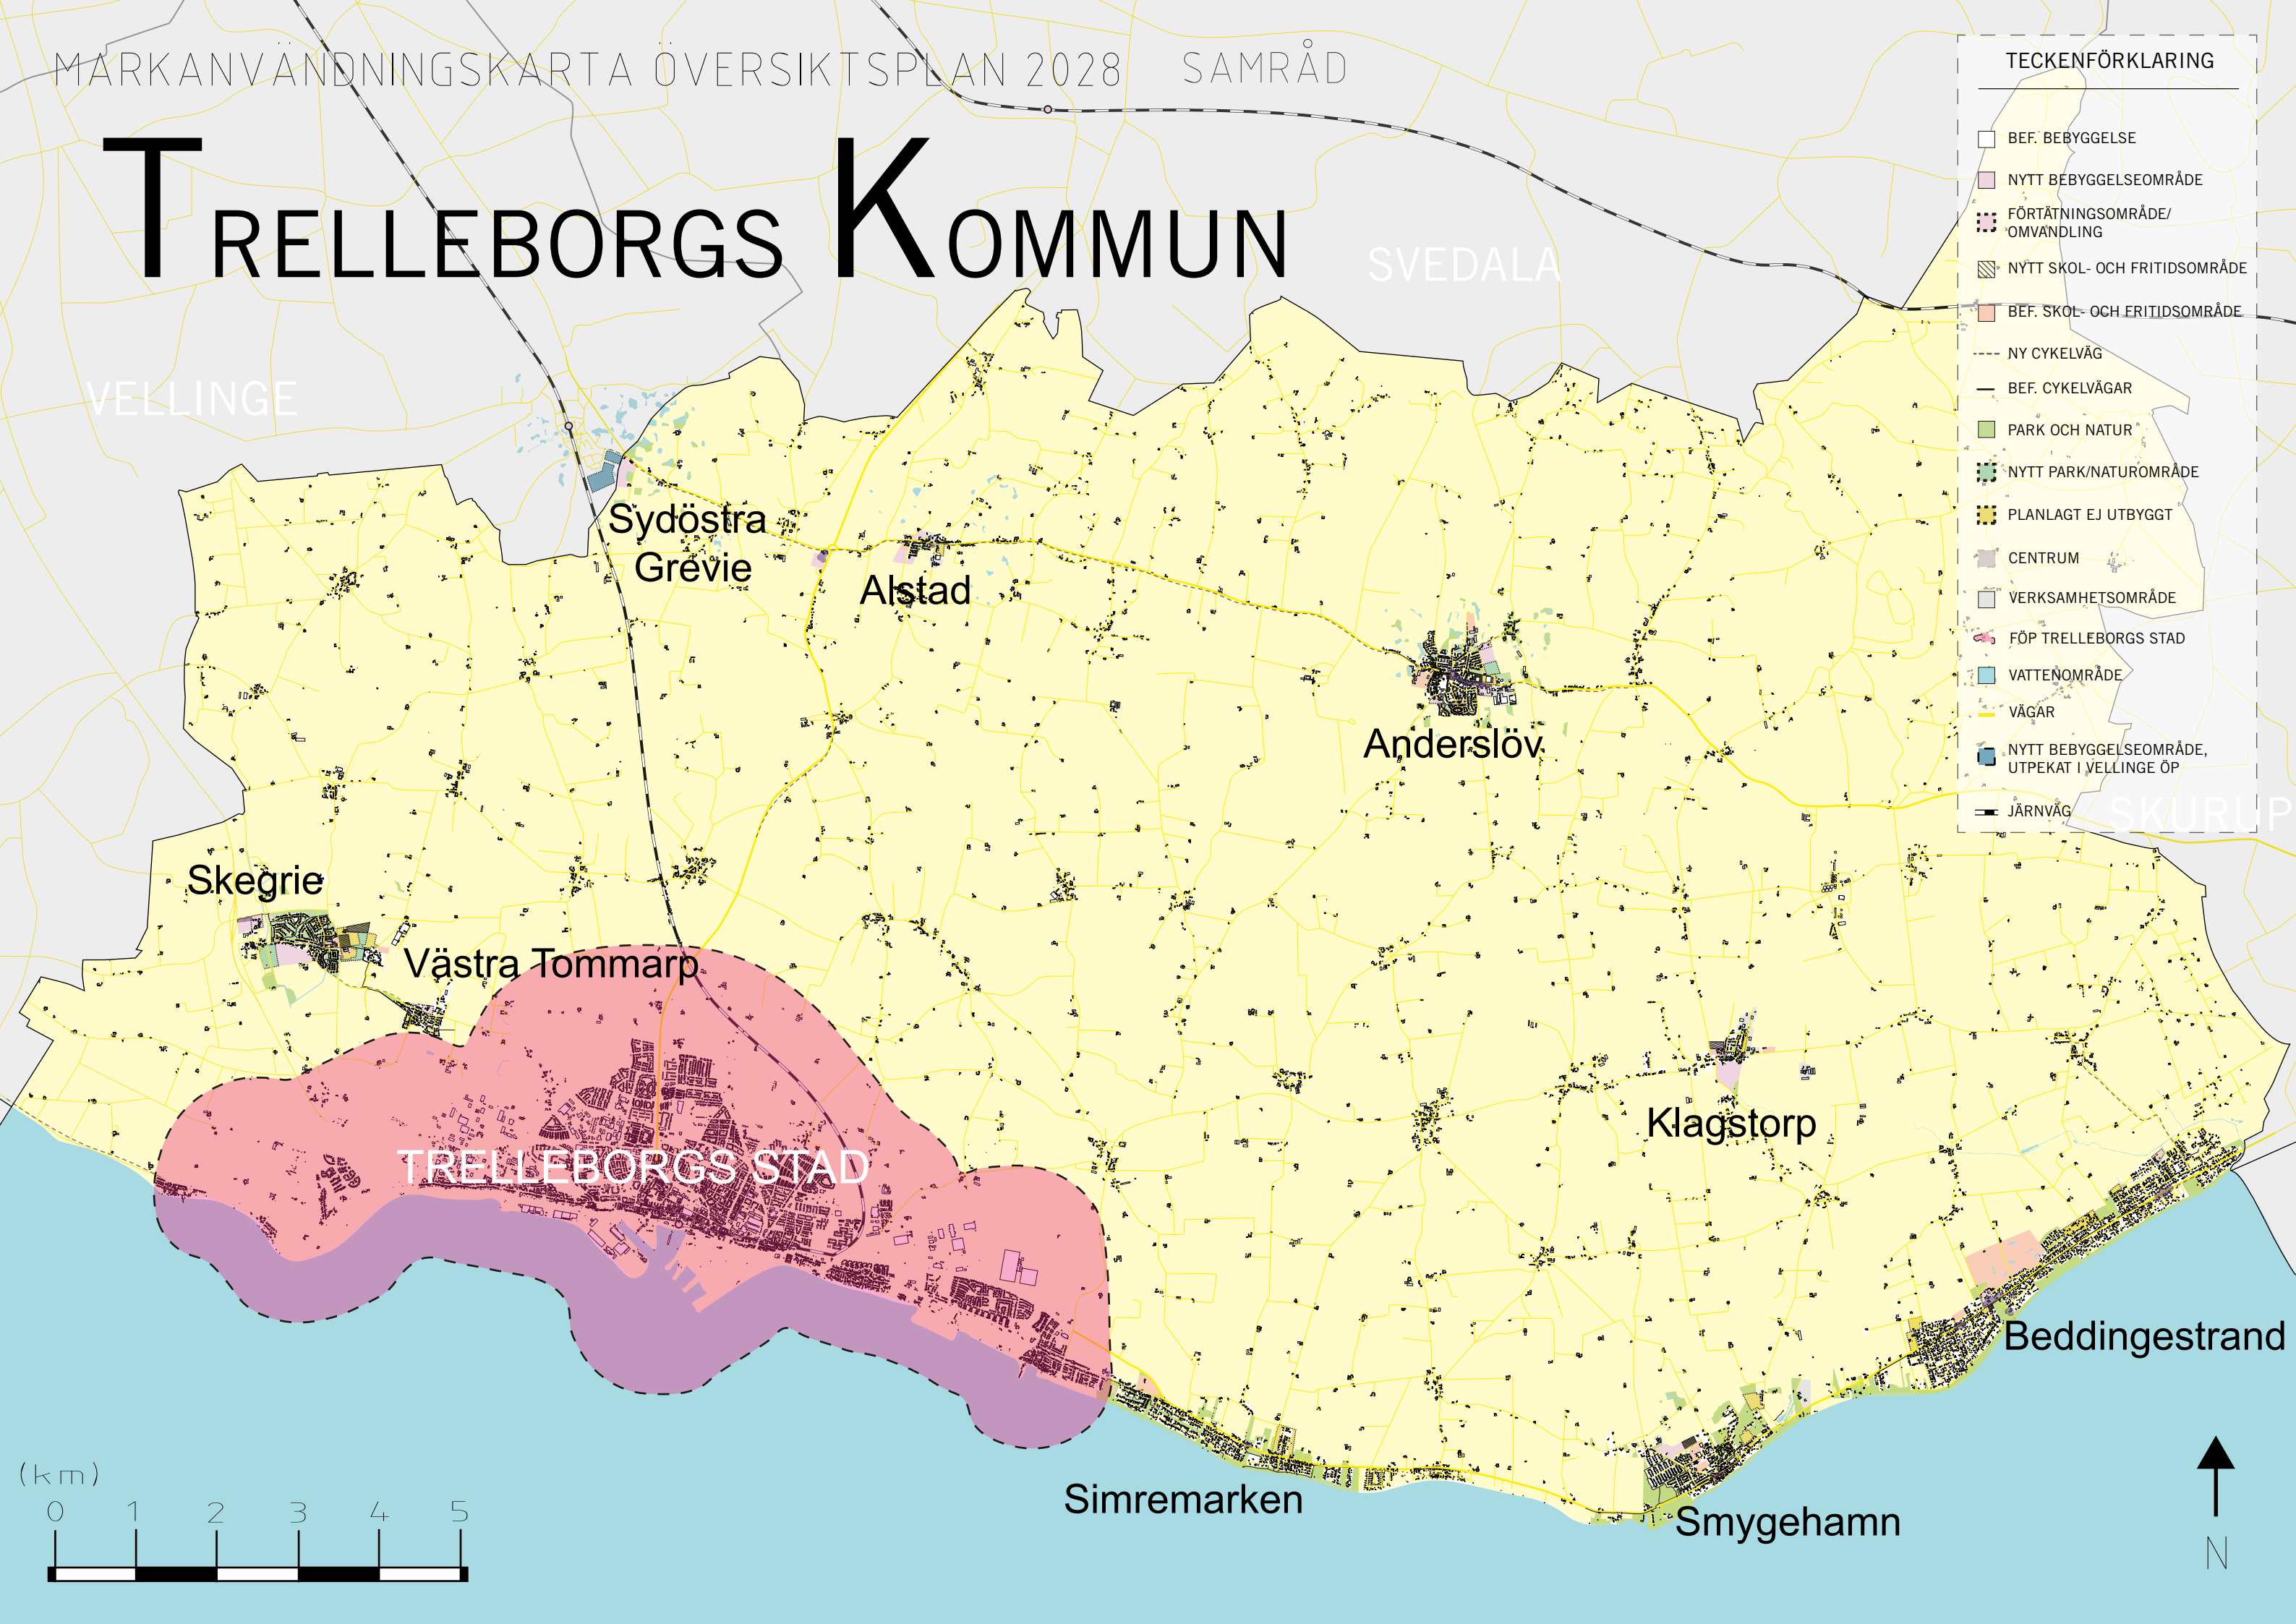 MARKANVÄNDNINGSKARTA ÖVERSIKTSPLAN 2028 SAMRÅD
TRELLEBORGS KOMMUN
SVEDALA
VELLINGE
Sydöstra
Grevie
Alstad
Anderslöv
Skegrie
Västra Tommarp
Klagstorp
TRELLEBORGS STAD
Beddingestrand
Simremarken
Smygehamn
SKURUP
TECKENFÖRKLARING
BEF. BEBYGGELSE
NYTT BEBYGGELSEOMRÅDE
FÖRTÄTNINGSOMRÅDE/
OMVANDLING
NYTT SKOL- OCH FRITIDSOMRÅDE
BEF. SKOL- OCH FRITIDSOMRÅDE
NY CYKELVÄG
BEF. CYKELVÄGAR
PARK OCH NATUR
NYTT PARK/NATUROMRÅDE
PLANLAGT EJ UTBYGGT
CENTRUM
VERKSAMHETSOMRÅDE
FÖP TRELLEBORGS STAD
VATTENOMRÅDE
VÄGAR
NYTT BEBYGGELSEOMRÅDE,
UTPEKAT I VELLINGE ÖP
JÄRNVÄG
(km)
0 1 2 3 4 5
N